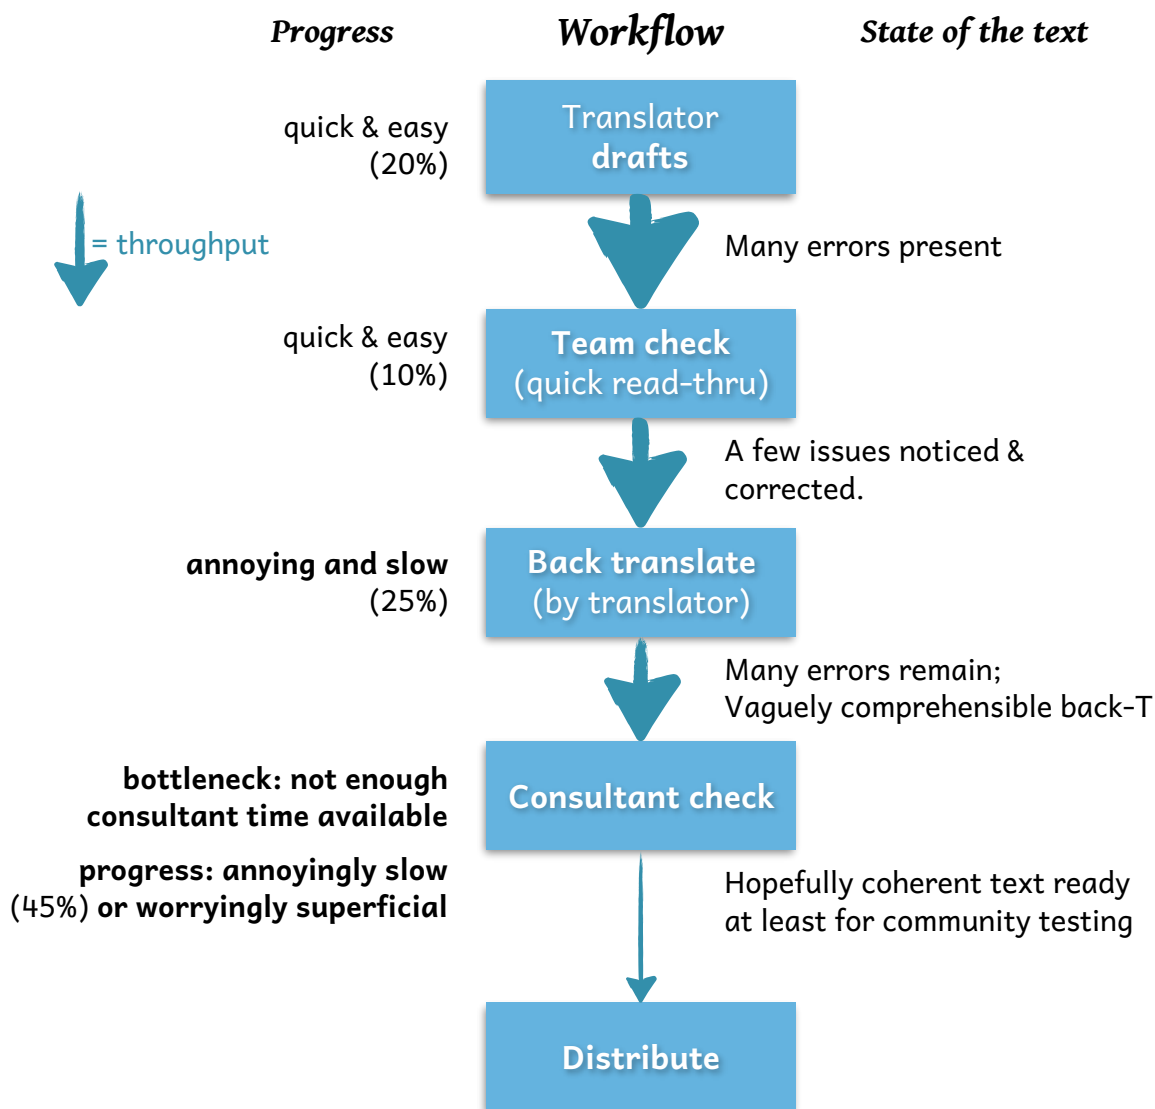 Progress
Workflow
State of the text
quick & easy
(20%)
Translator
drafts
= throughput
Many errors present
quick & easy
(10%)
Team check
(quick read-thru)
A few issues noticed &
corrected.
annoying and slow
(25%)
Back translate
(by translator)
Many errors remain;
Vaguely comprehensible back-T
bottleneck: not enough
consultant time available
Consultant check
progress: annoyingly slow
(45%) or worryingly superficial
Hopefully coherent text ready
at least for community testing
Distribute